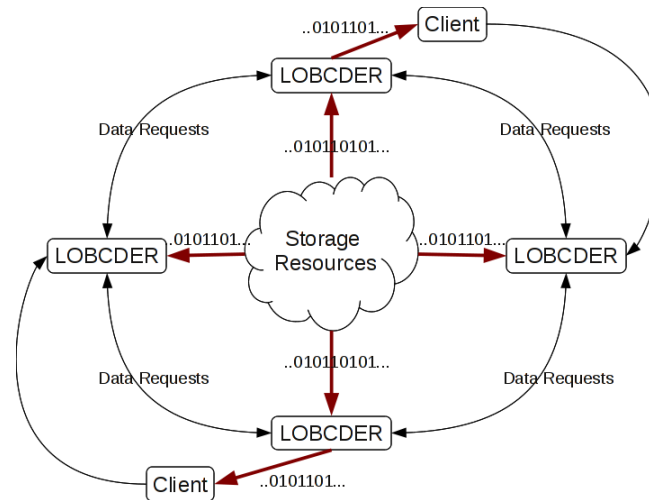 ..0101101...
Client
LOBCDER
Data Requests
Data Requests
..010110101...
..0101101...
Storage
Resources
..0101101...
LOBCDER
LOBCDER
..010110101...
Data Requests
Data Requests
LOBCDER
Client
..0101101...